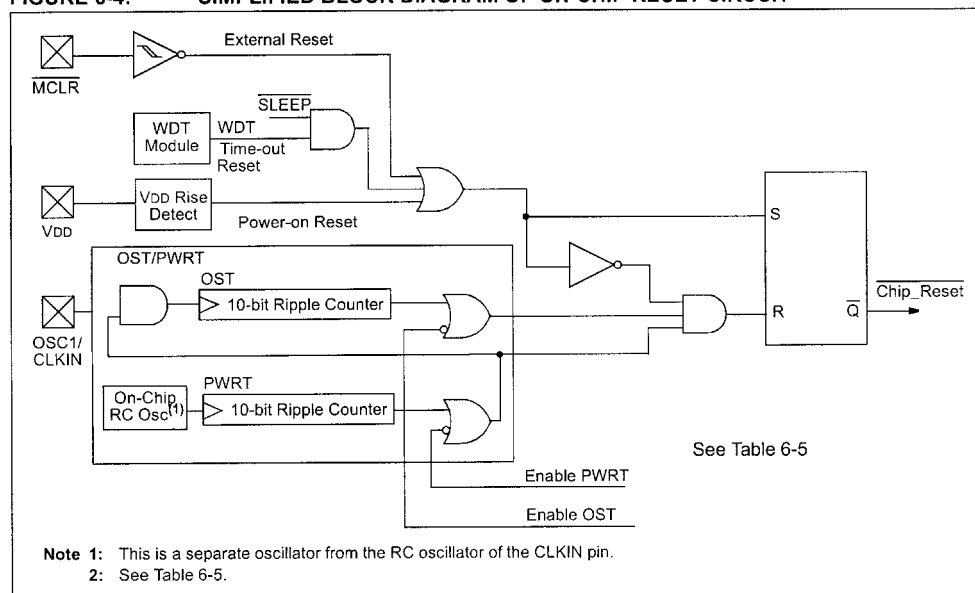 External Reset
MCLR
SLEEP
WDT
Module
WDT
Time-out
Reset
VDD Rise
Detect
VDD
Power-on Reset
S
OST/PWRT
OST
10-bit Ripple Counter
Chip_Reset
R
Q
OSC1/
CLKIN
PWRT
On-Chip
RC Osc(1)
10-bit Ripple Counter
See Table 6-5
Enable PWRT
Enable OST
Note 1: This is a separate oscillator from the RC oscillator of the CLKIN pin.
2: See Table 6-5.